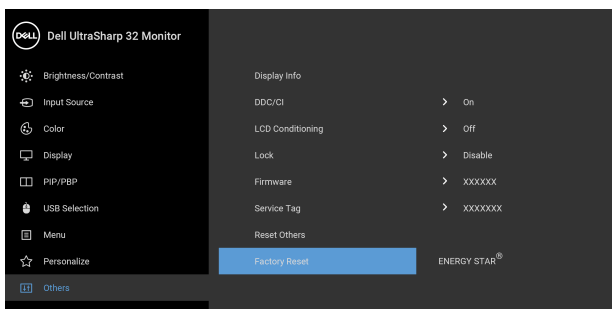 DELL Dell UltraSharp 32 Monitor
Brightness/Contrast Display Info
Input Source DDC/CI > On
Color LCD Conditioning > Off
Display Lock > Disable
PIP/PBP Firmware > XXXXXX
USB Selection Service Tag > XXXXXXX
Menu Reset Others
Personalize Factory Reset ENERGY STAR®
Others